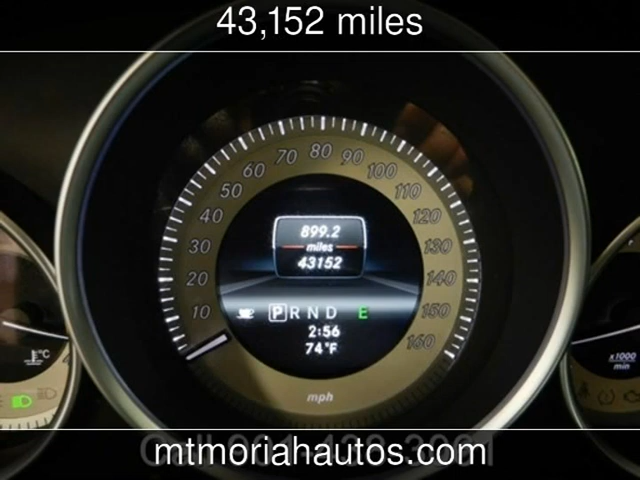 43,152 miles
10 20 30 40 50 60 70 80 90 100 110 120 130 140 150 160
899.2
miles
43152
P R N D E
2:56
74°F
mph
°C
x1000
min
mtmoriahautos.com